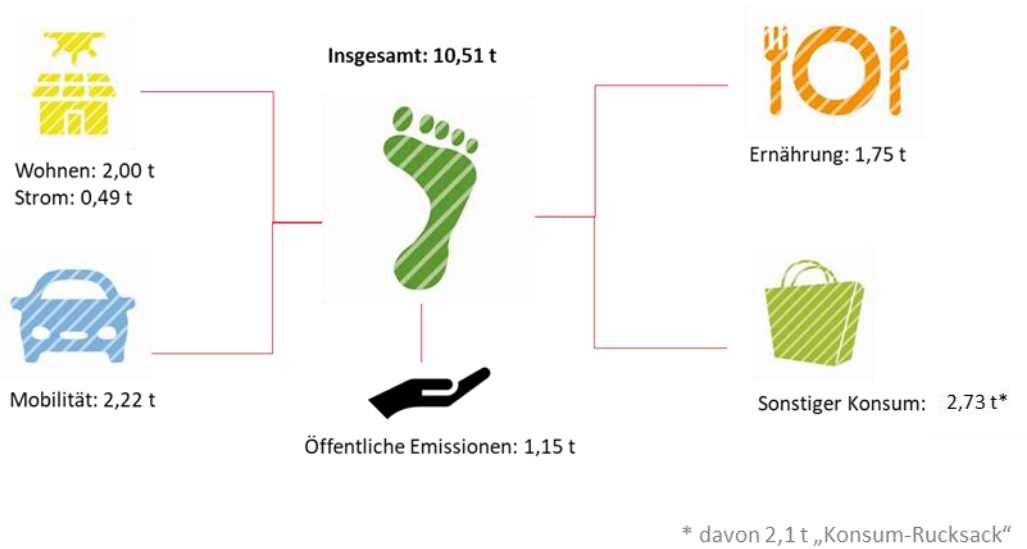 Insgesamt: 10,51 t
Wohnen: 2,00 t
Strom: 0,49 t
Ernährung: 1,75 t
Mobilität: 2,22 t
Sonstiger Konsum: 2,73 t*
Öffentliche Emissionen: 1,15 t
* davon 2,1 t „Konsum-Rucksack“